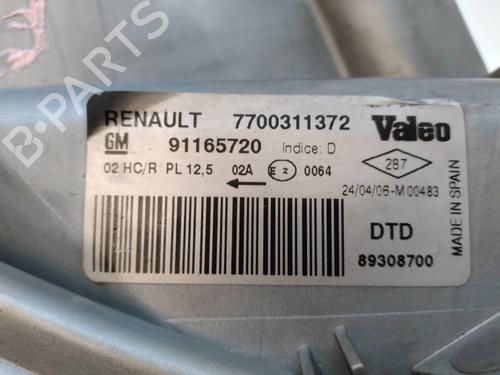 RENAULT 7700311372 Valeo
GM 91165720 Indice: D
287
02 HC/R PL 12,5 02A E 2 0064
24/04/06-M 00483
DTD
89308700
MADE IN SPAIN
B-PARTS